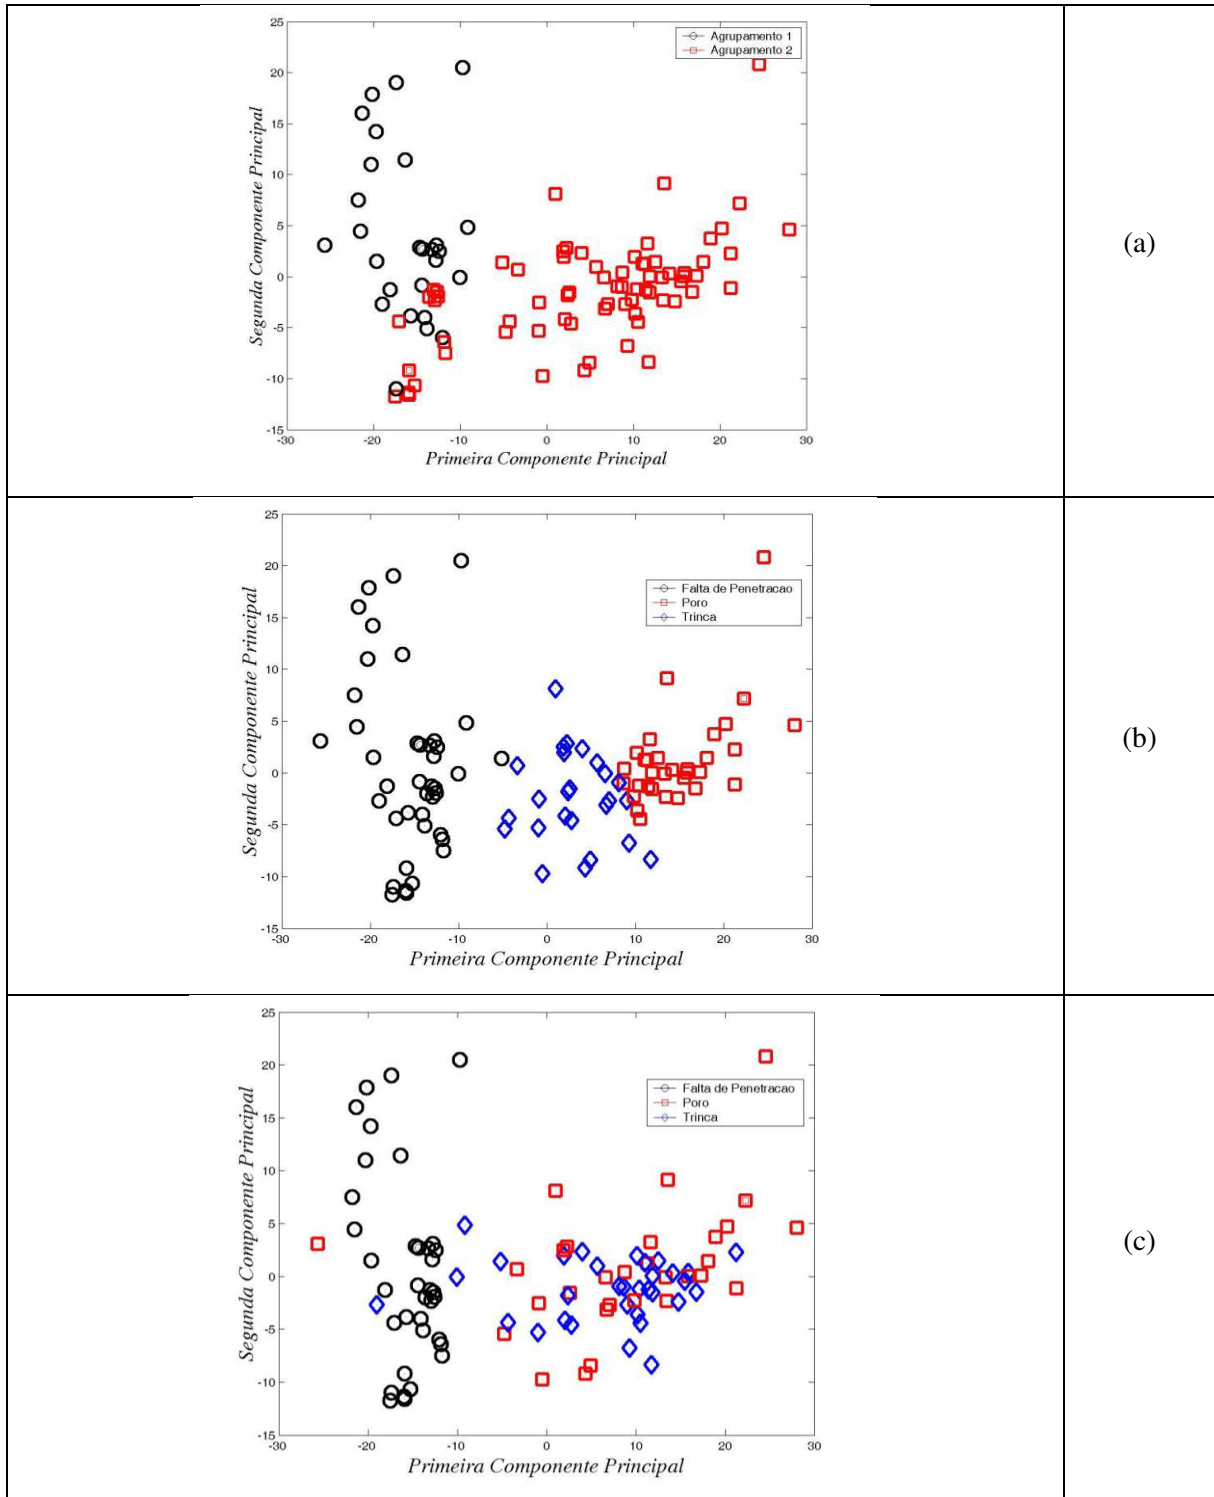 25
20
15
10
5
0
-5
-10
-15
-30
-20
-10
0
10
20
30
Segunda Componente Principal
Primeira Componente Principal
Agrupamento 1
Agrupamento 2
(a)
25
20
15
10
5
0
-5
-10
-15
-30
-20
-10
0
10
20
30
Segunda Componente Principal
Primeira Componente Principal
Falta de Penetracao
Poro
Trinca
(b)
25
20
15
10
5
0
-5
-10
-15
-30
-20
-10
0
10
20
30
Segunda Componente Principal
Primeira Componente Principal
Falta de Penetracao
Poro
Trinca
(c)